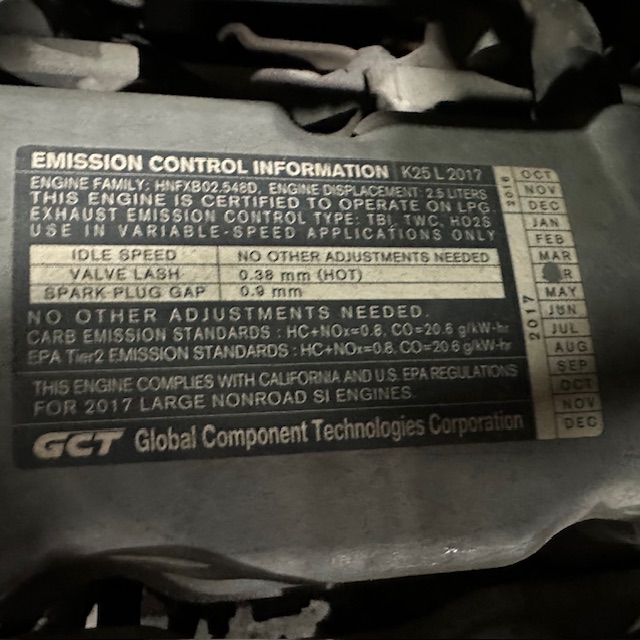 EMISSION CONTROL INFORMATION K25 L 2017
ENGINE FAMILY: HNFXB02.548D, ENGINE DISPLACEMENT: 2.5 LITERS
THIS ENGINE IS CERTIFIED TO OPERATE ON LPG
EXHAUST EMISSION CONTROL TYPE: TBI, TWC, HO2S
USE IN VARIABLE-SPEED APPLICATIONS ONLY
IDLE SPEED NO OTHER ADJUSTMENTS NEEDED
VALVE LASH 0.38 mm (HOT)
SPARK PLUG GAP 0.9 mm
NO OTHER ADJUSTMENTS NEEDED.
CARB EMISSION STANDARDS : HC+NOx=0.8, CO=20.6 g/kW-hr
EPA Tier2 EMISSION STANDARDS : HC+NOx=0.8, CO=20.6 g/kW-hr
THIS ENGINE COMPLIES WITH CALIFORNIA AND U.S. EPA REGULATIONS
FOR 2017 LARGE NONROAD SI ENGINES.
GCT Global Component Technologies Corporation
2016
OCT
NOV
DEC
2017
JAN
FEB
MAR
MAY
JUN
JUL
AUG
SEP
OCT
NOV
DEC